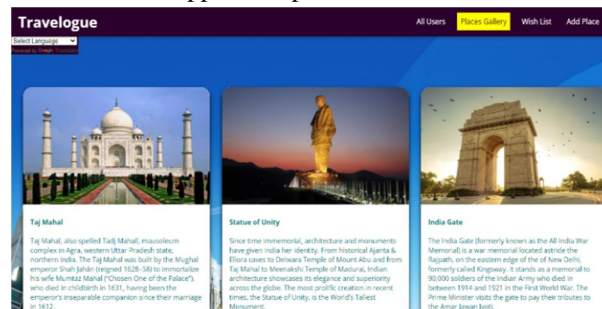 Travelogue
All Users Places Gallery Wish List Add Place
Select Language
Powered by Google Translate
Taj Mahal
Taj Mahal, also spelled Tadj Mahall, mausoleum
complex in Agra, western Uttar Pradesh state,
northern India. The Taj Mahal was built by the Mughal
emperor Shah Jahān (reigned 1628–58) to immortalize
his wife Mumtaz Mahal ("Chosen One of the Palace"),
who died in childbirth in 1631, having been the
emperor's inseparable companion since their marriage
in 1612.
Statue of Unity
Since time immemorial, architecture and monuments
have given India her identity. From historical Ajanta &
Ellora caves to Delwara Temple of Mount Abu and from
Taj Mahal to Meerakshi Temple of Madurai, Indian
architecture showcases its elegance and superiority
across the globe. The most prolific creation in recent
times, the Statue of Unity, is the World's Tallest
Monument.
India Gate
The India Gate (formerly known as the All India War
Memorial) is a war memorial located astride the
Rajpath, on the eastern edge of the of New Delhi,
formerly called Kingsway. It stands as a memorial to
90,000 soldiers of the Indian Army who died in
between 1914 and 1921 in the First World War. The
Prime Minister visits the gate to pay their tributes to
the Amar Jawan Jyoti.